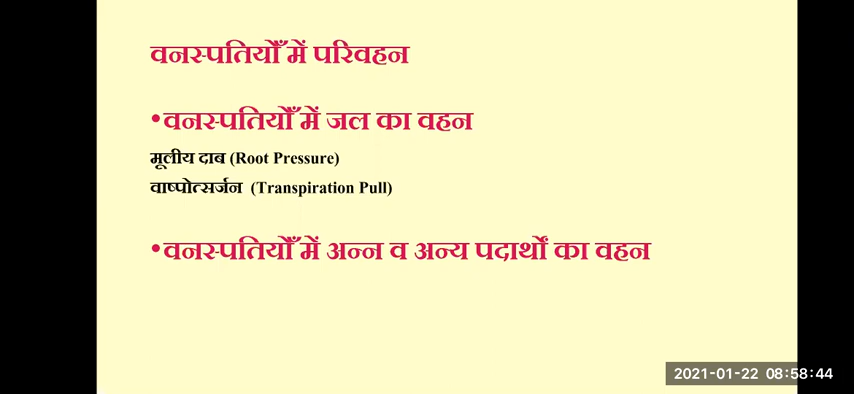 वनस्पतियोँ में परिवहन
•वनस्पतियोँ में जल का वहन
मूलीय दाब (Root Pressure)
वाष्पोत्सर्जन (Transpiration Pull)
•वनस्पतियोँ में अन्न व अन्य पदार्थों का वहन
2021-01-22 08:58:44